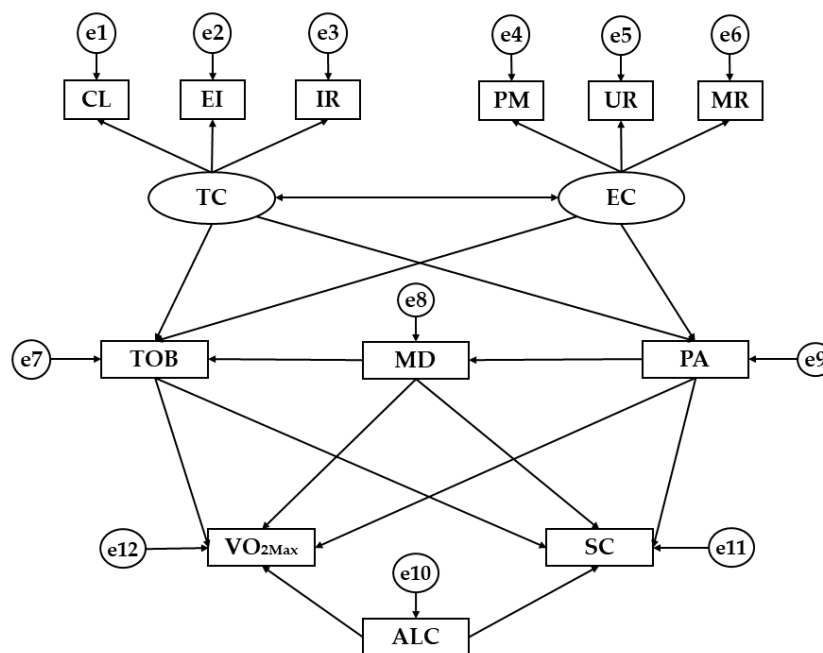 e1 e2 e3 e4 e5 e6
CL EI IR PM UR MR
TC EC
e8
e7 TOB MD PA e9
e12 VO2Max SC e11
e10
ALC